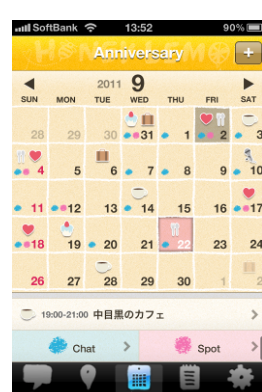 SoftBank 13:52 90%
Anniversary +
2011 9
SUN MON TUE WED THU FRI SAT
28 29 30 31 1 2 3
4 5 6 7 8 9 10
11 12 13 14 15 16 17
18 19 20 21 22 23 24
26 27 28 29 30 1 2
19:00-21:00 中目黒のカフェ
Chat Spot